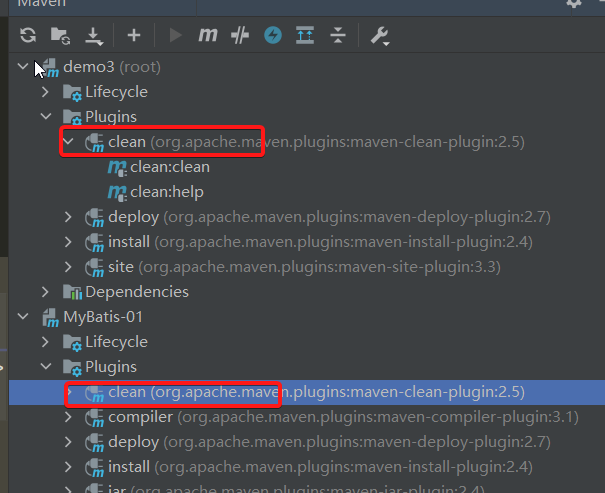 Maven
demo3 (root)
Lifecycle
Plugins
clean (org.apache.maven.plugins:maven-clean-plugin:2.5)
clean:clean
clean:help
deploy (org.apache.maven.plugins:maven-deploy-plugin:2.7)
install (org.apache.maven.plugins:maven-install-plugin:2.4)
site (org.apache.maven.plugins:maven-site-plugin:3.3)
Dependencies
MyBatis-01
Lifecycle
Plugins
clean (org.apache.maven.plugins:maven-clean-plugin:2.5)
compiler (org.apache.maven.plugins:maven-compiler-plugin:3.1)
deploy (org.apache.maven.plugins:maven-deploy-plugin:2.7)
install (org.apache.maven.plugins:maven-install-plugin:2.4)
jar (org.apache.maven.plugins:maven-jar-plugin:2.4)